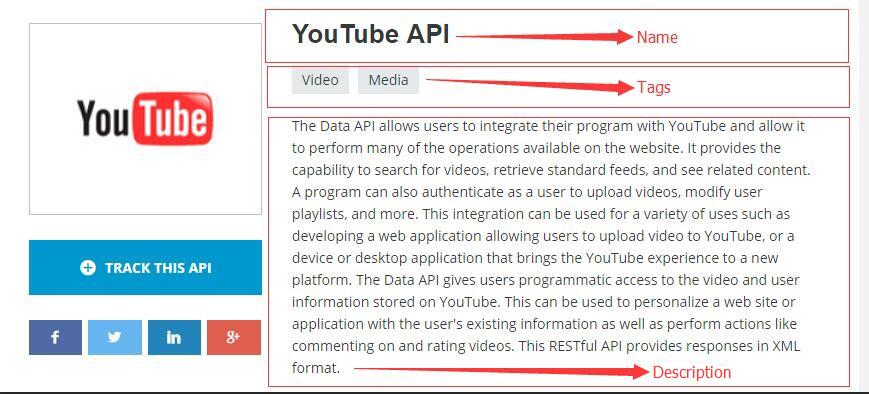 YouTube
TRACK THIS API
f
in
g+
YouTube API
Name
Video Media
Tags
The Data API allows users to integrate their program with YouTube and allow it
to perform many of the operations available on the website. It provides the
capability to search for videos, retrieve standard feeds, and see related content.
A program can also authenticate as a user to upload videos, modify user
playlists, and more. This integration can be used for a variety of uses such as
developing a web application allowing users to upload video to YouTube, or a
device or desktop application that brings the YouTube experience to a new
platform. The Data API gives users programmatic access to the video and user
information stored on YouTube. This can be used to personalize a web site or
application with the user's existing information as well as perform actions like
commenting on and rating videos. This RESTful API provides responses in XML
format.
Description